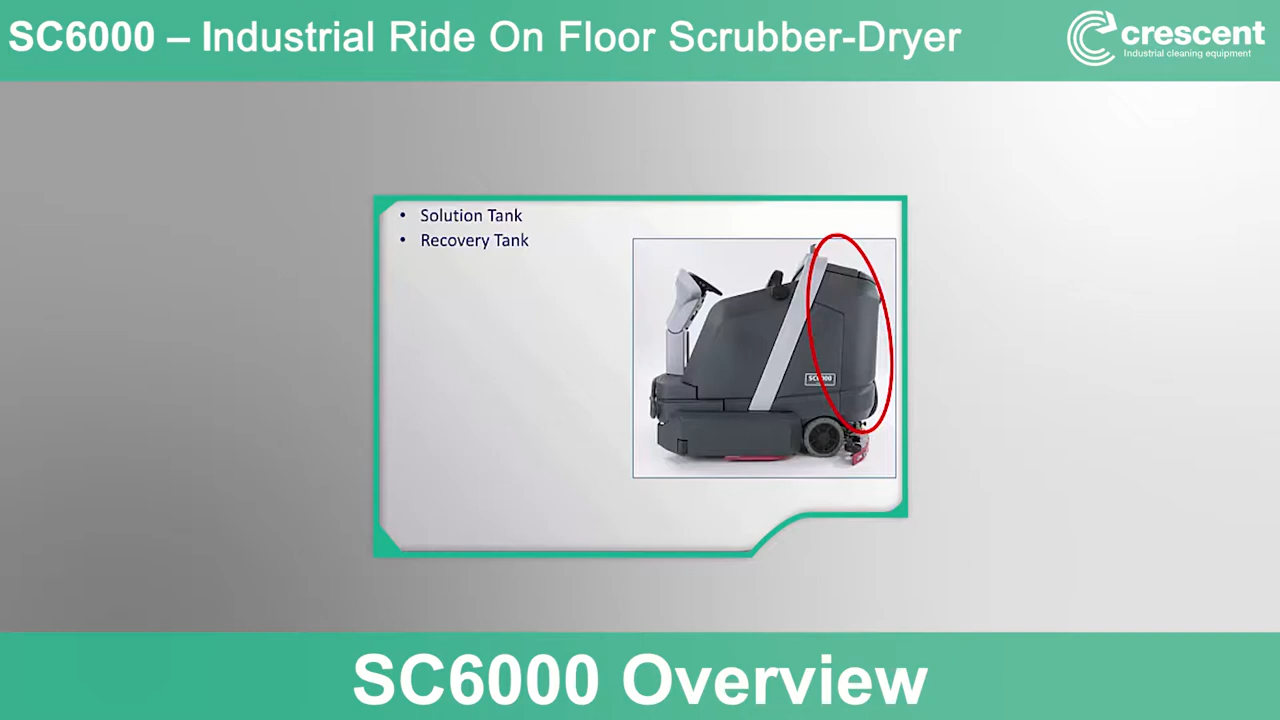 SC6000 – Industrial Ride On Floor Scrubber-Dryer
crescent
Industrial cleaning equipment
• Solution Tank
• Recovery Tank
SC6000
SC6000 Overview